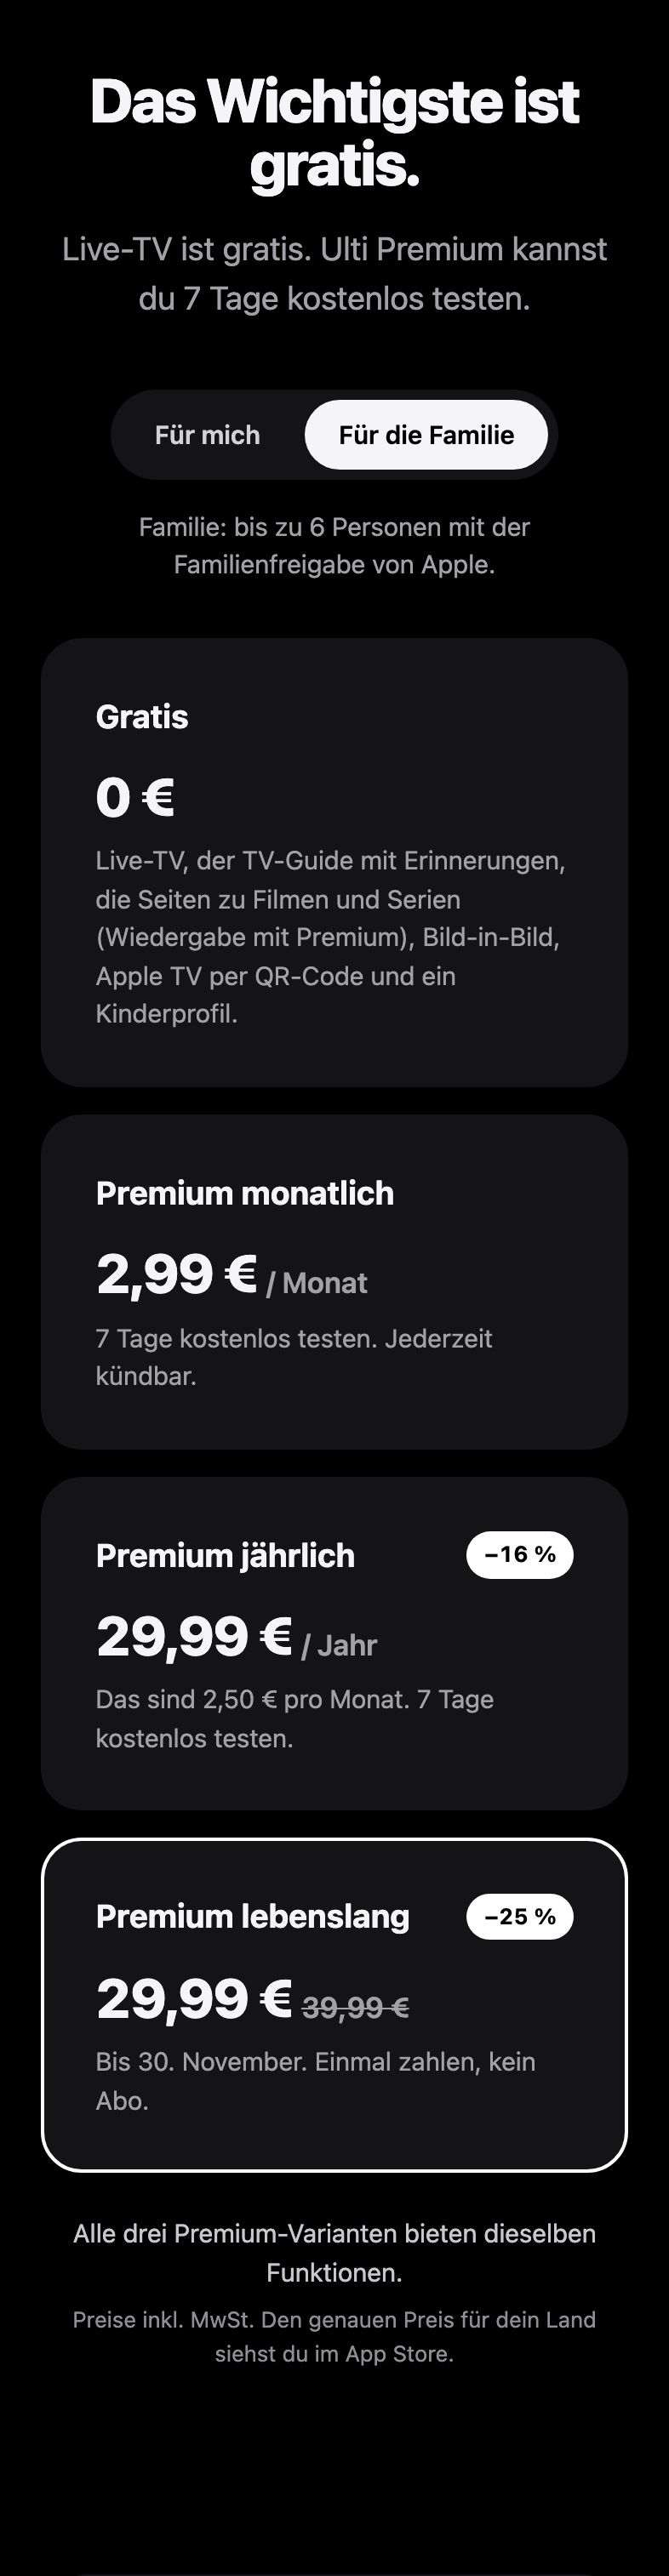 Das Wichtigste ist
gratis.
Live-TV ist gratis. Ulti Premium kannst
du 7 Tage kostenlos testen.
Für mich
Für die Familie
Familie: bis zu 6 Personen mit der
Familienfreigabe von Apple.
Gratis
0 €
Live-TV, der TV-Guide mit Erinnerungen,
die Seiten zu Filmen und Serien
(Wiedergabe mit Premium), Bild-in-Bild,
Apple TV per QR-Code und ein
Kinderprofil.
Premium monatlich
2,99 € / Monat
7 Tage kostenlos testen. Jederzeit
kündbar.
Premium jährlich
−16 %
29,99 € / Jahr
Das sind 2,50 € pro Monat. 7 Tage
kostenlos testen.
Premium lebenslang
−25 %
29,99 € 39,99 €
Bis 30. November. Einmal zahlen, kein
Abo.
Alle drei Premium-Varianten bieten dieselben
Funktionen.
Preise inkl. MwSt. Den genauen Preis für dein Land
siehst du im App Store.